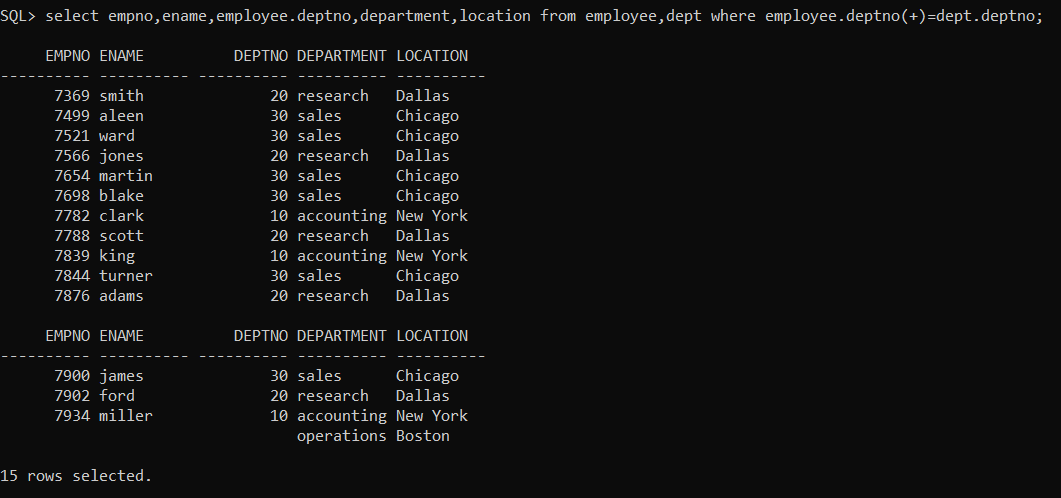 SQL> select empno,ename,employee.deptno,department,location from employee,dept where employee.deptno(+)=dept.deptno;
     EMPNO ENAME          DEPTNO DEPARTMENT LOCATION
---------- ---------- ---------- ---------- ----------
      7369 smith              20 research   Dallas
      7499 aleen              30 sales      Chicago
      7521 ward               30 sales      Chicago
      7566 jones              20 research   Dallas
      7654 martin             30 sales      Chicago
      7698 blake              30 sales      Chicago
      7782 clark              10 accounting New York
      7788 scott              20 research   Dallas
      7839 king               10 accounting New York
      7844 turner             30 sales      Chicago
      7876 adams              20 research   Dallas
     EMPNO ENAME          DEPTNO DEPARTMENT LOCATION
---------- ---------- ---------- ---------- ----------
      7900 james              30 sales      Chicago
      7902 ford               20 research   Dallas
      7934 miller             10 accounting New York
                                 operations Boston
15 rows selected.